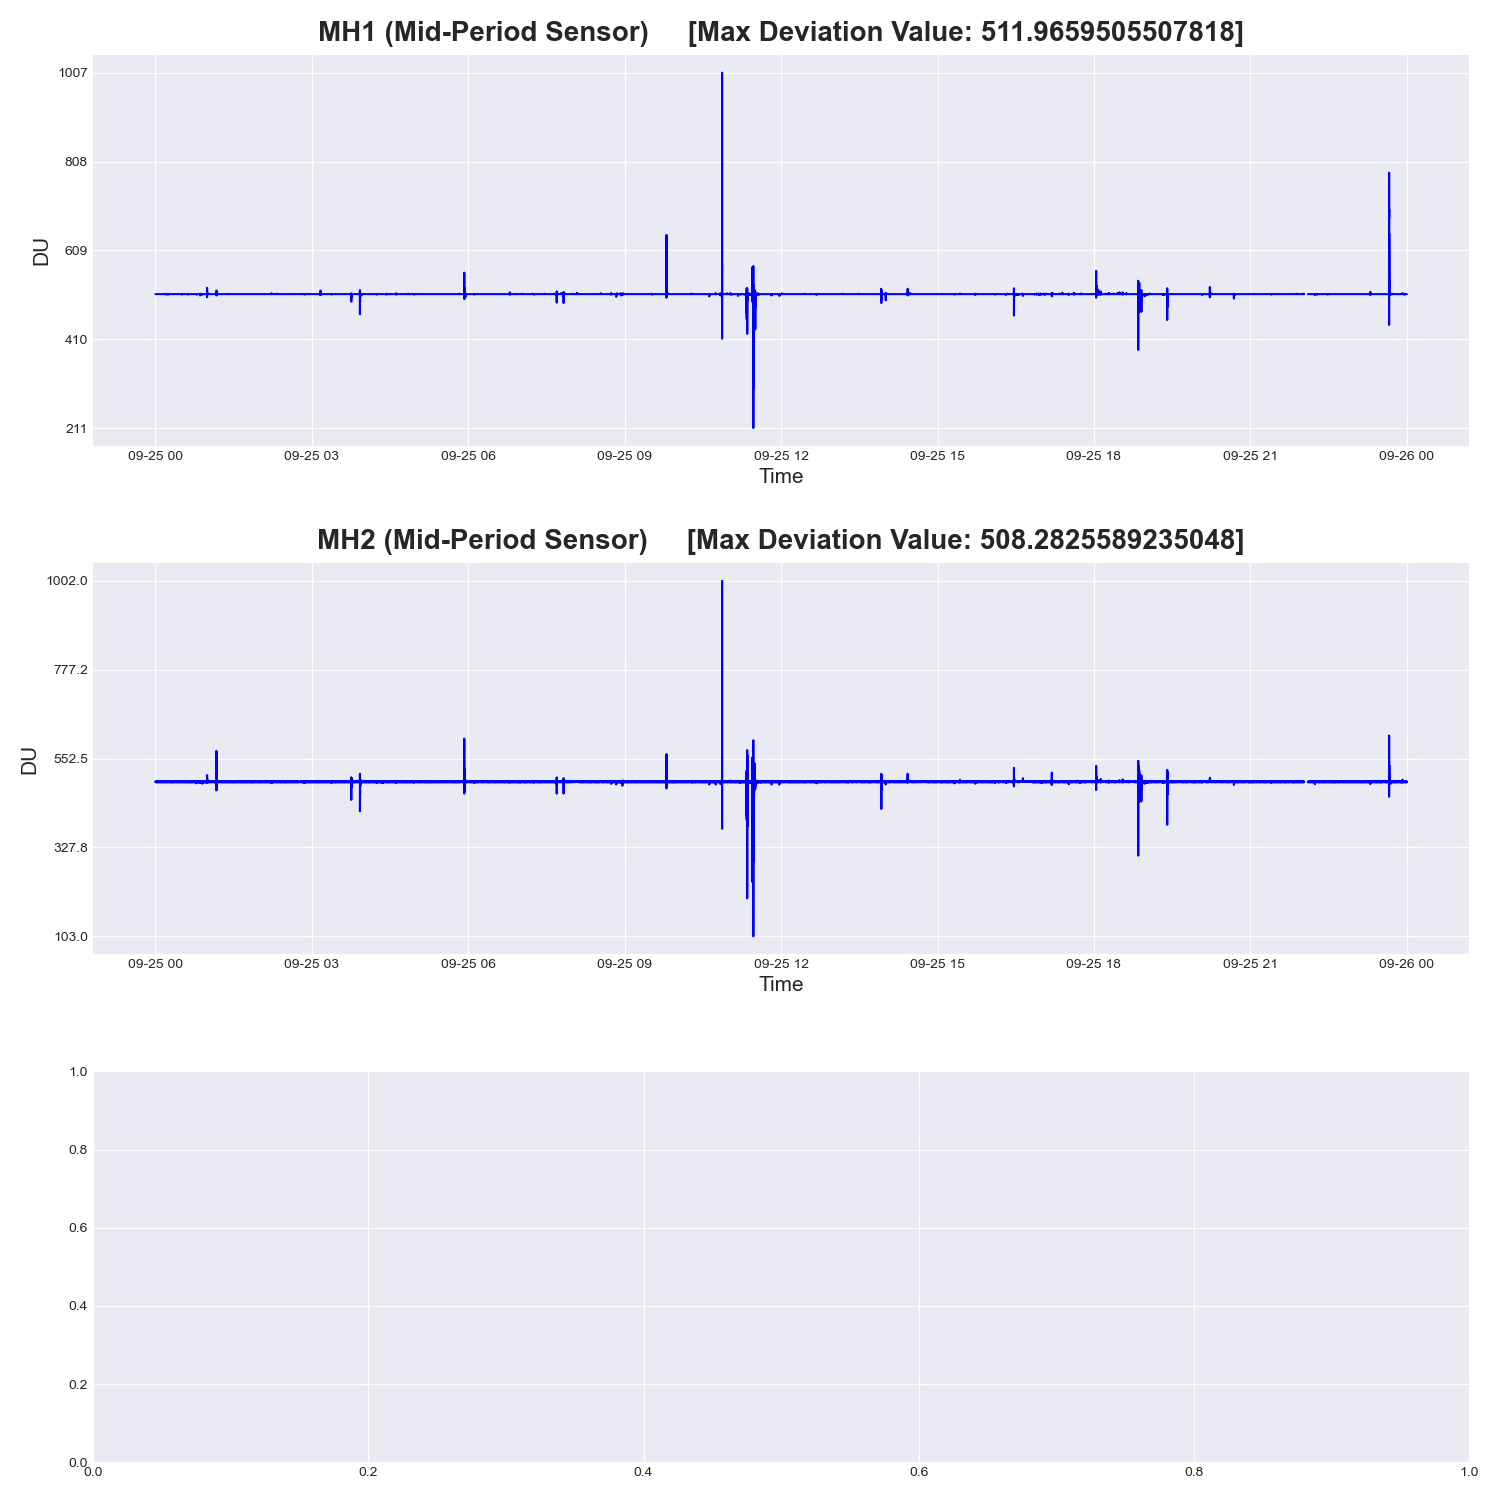 MH1 (Mid-Period Sensor) [Max Deviation Value: 511.9659505507818]
1007
808
609
410
211
DU
09-25 00 09-25 03 09-25 06 09-25 09 09-25 12 09-25 15 09-25 18 09-25 21 09-26 00
Time
MH2 (Mid-Period Sensor) [Max Deviation Value: 508.2825589235048]
1002.0
777.2
552.5
327.8
103.0
DU
09-25 00 09-25 03 09-25 06 09-25 09 09-25 12 09-25 15 09-25 18 09-25 21 09-26 00
Time
1.0
0.8
0.6
0.4
0.2
0.0
0.0 0.2 0.4 0.6 0.8 1.0